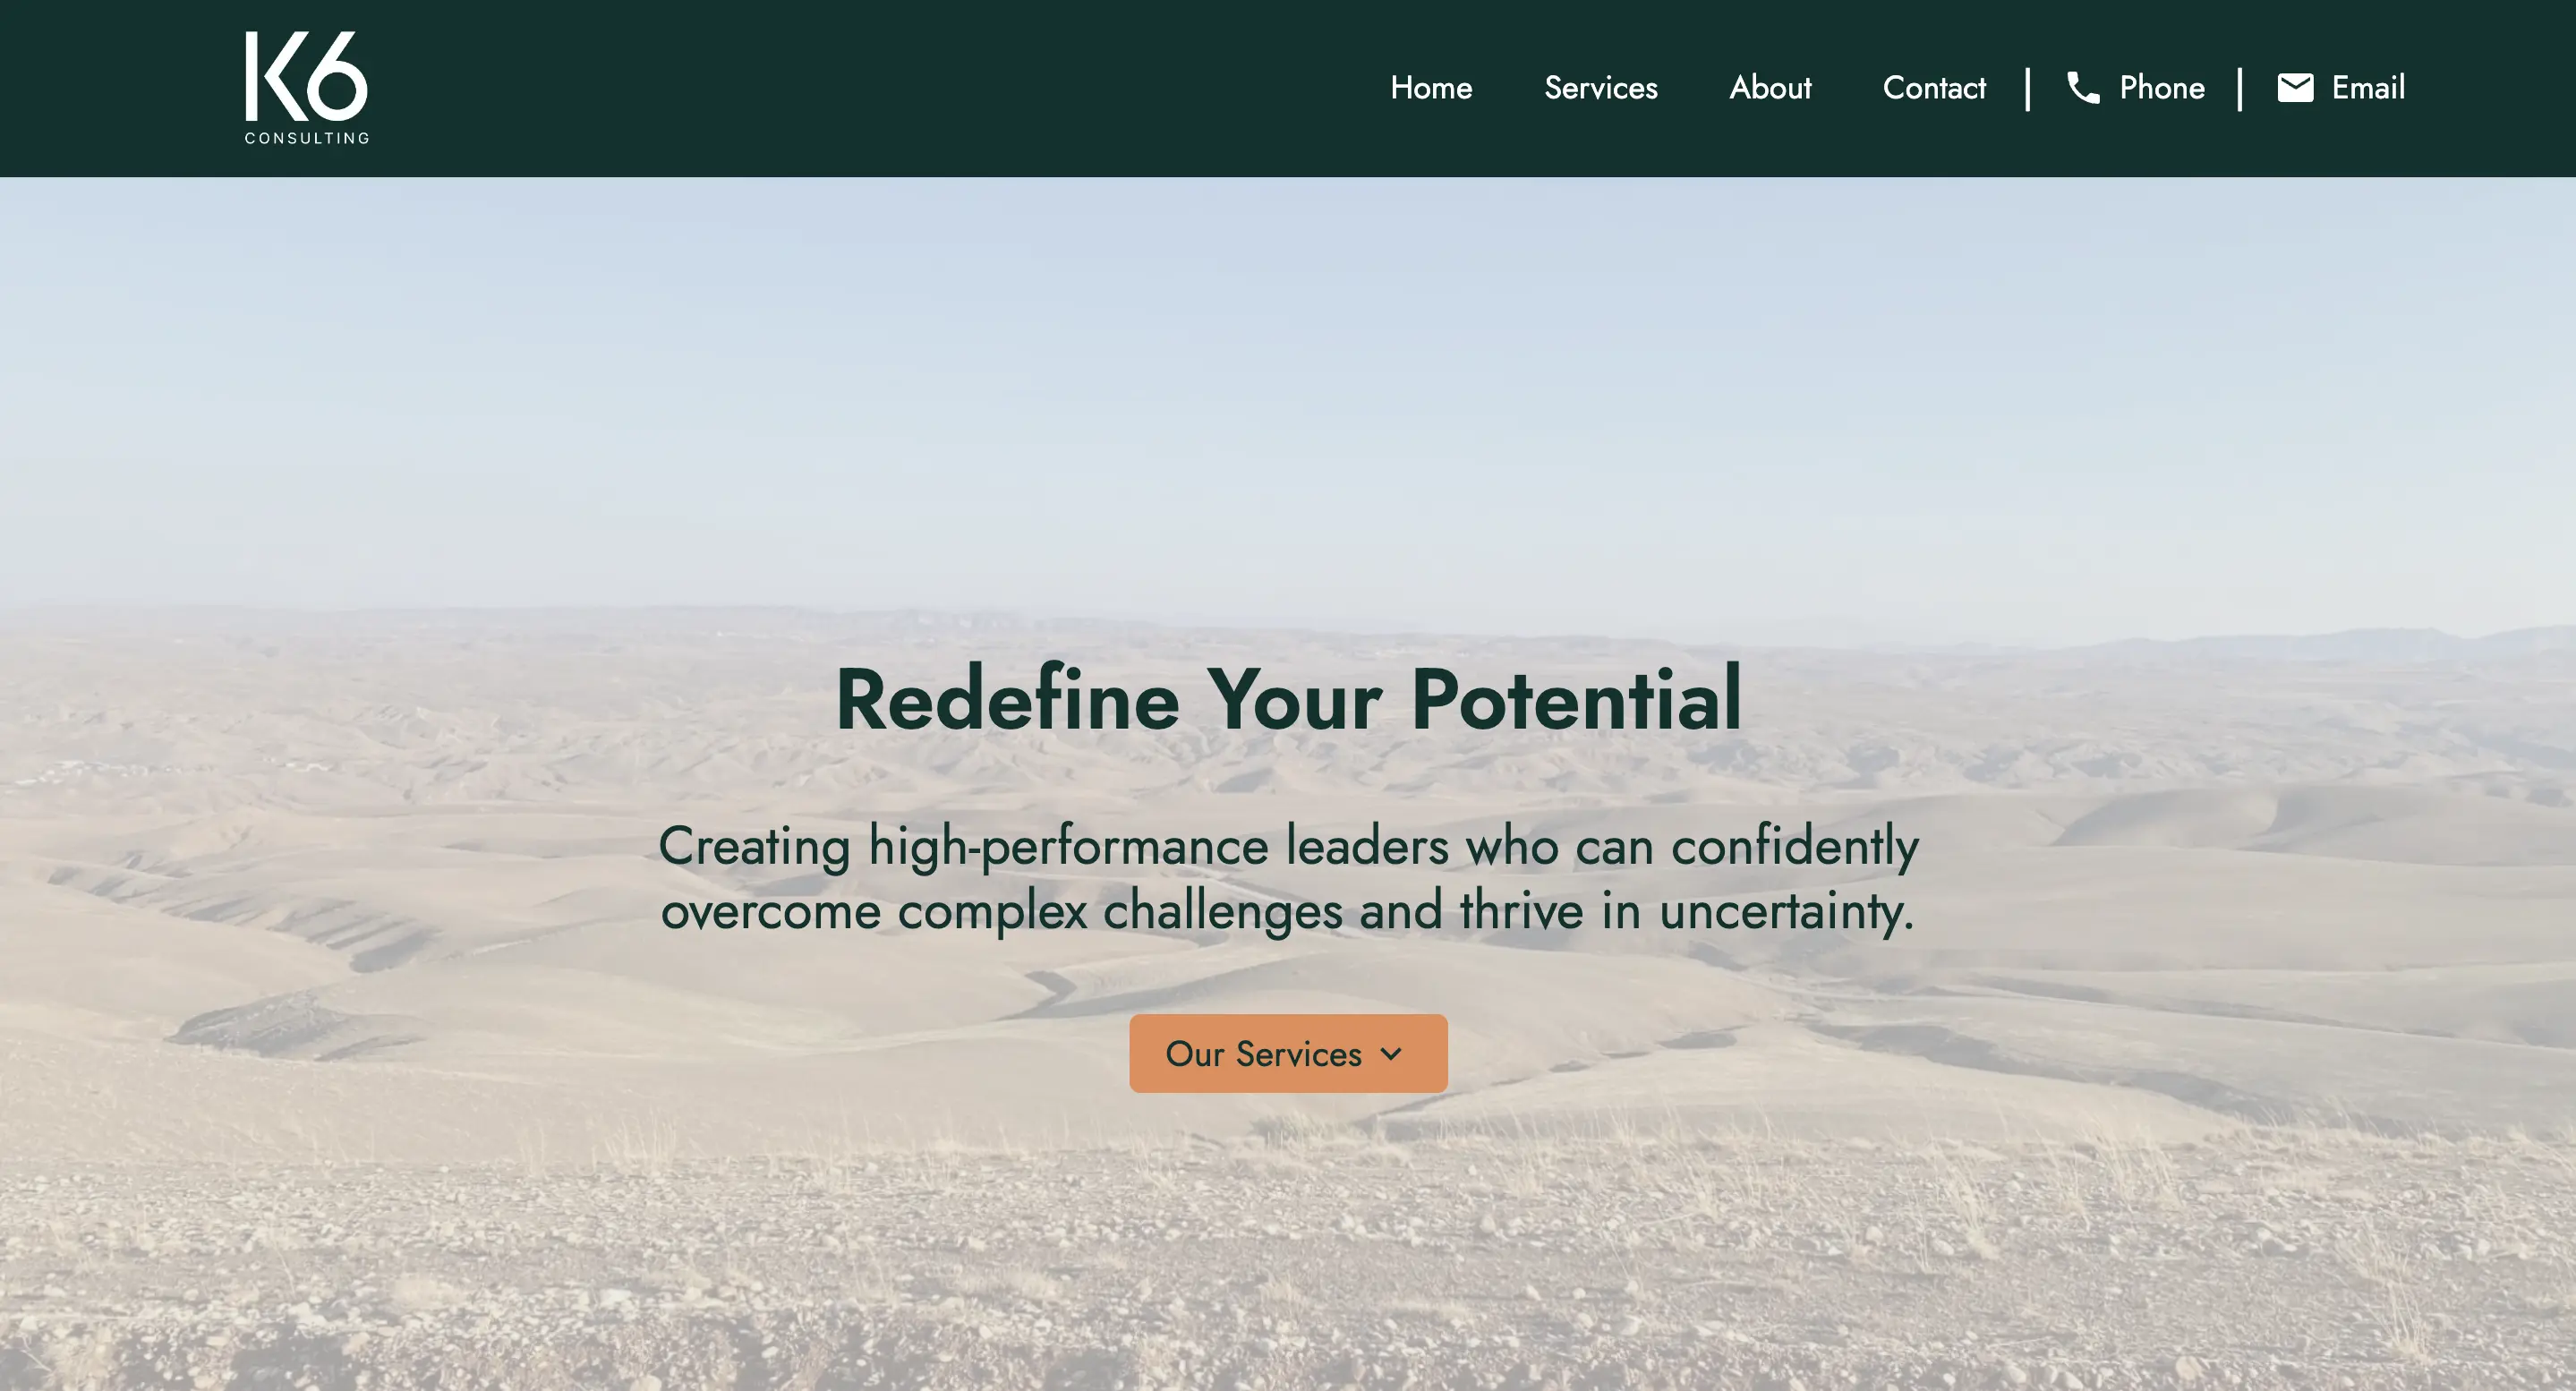 K6
CONSULTING
Home
Services
About
Contact
Phone
Email
Redefine Your Potential
Creating high-performance leaders who can confidently
overcome complex challenges and thrive in uncertainty.
Our Services